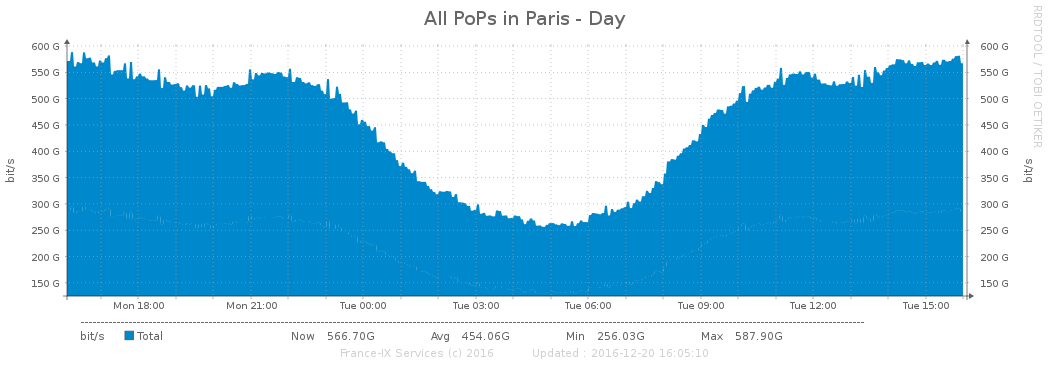 All PoPs in Paris - Day
RRDTOOL / TOBI OETIKER
bit/s
600 G 600 G
550 G 550 G
500 G 500 G
450 G 450 G
400 G 400 G
350 G 350 G
300 G 300 G
250 G 250 G
200 G 200 G
150 G 150 G
bit/s
Mon 18:00 Mon 21:00 Tue 00:00 Tue 03:00 Tue 06:00 Tue 09:00 Tue 12:00 Tue 15:00
bit/s Total Now 566.70G Avg 454.06G Min 256.03G Max 587.90G
France-IX Services (c) 2016 Updated : 2016-12-20 16:05:10